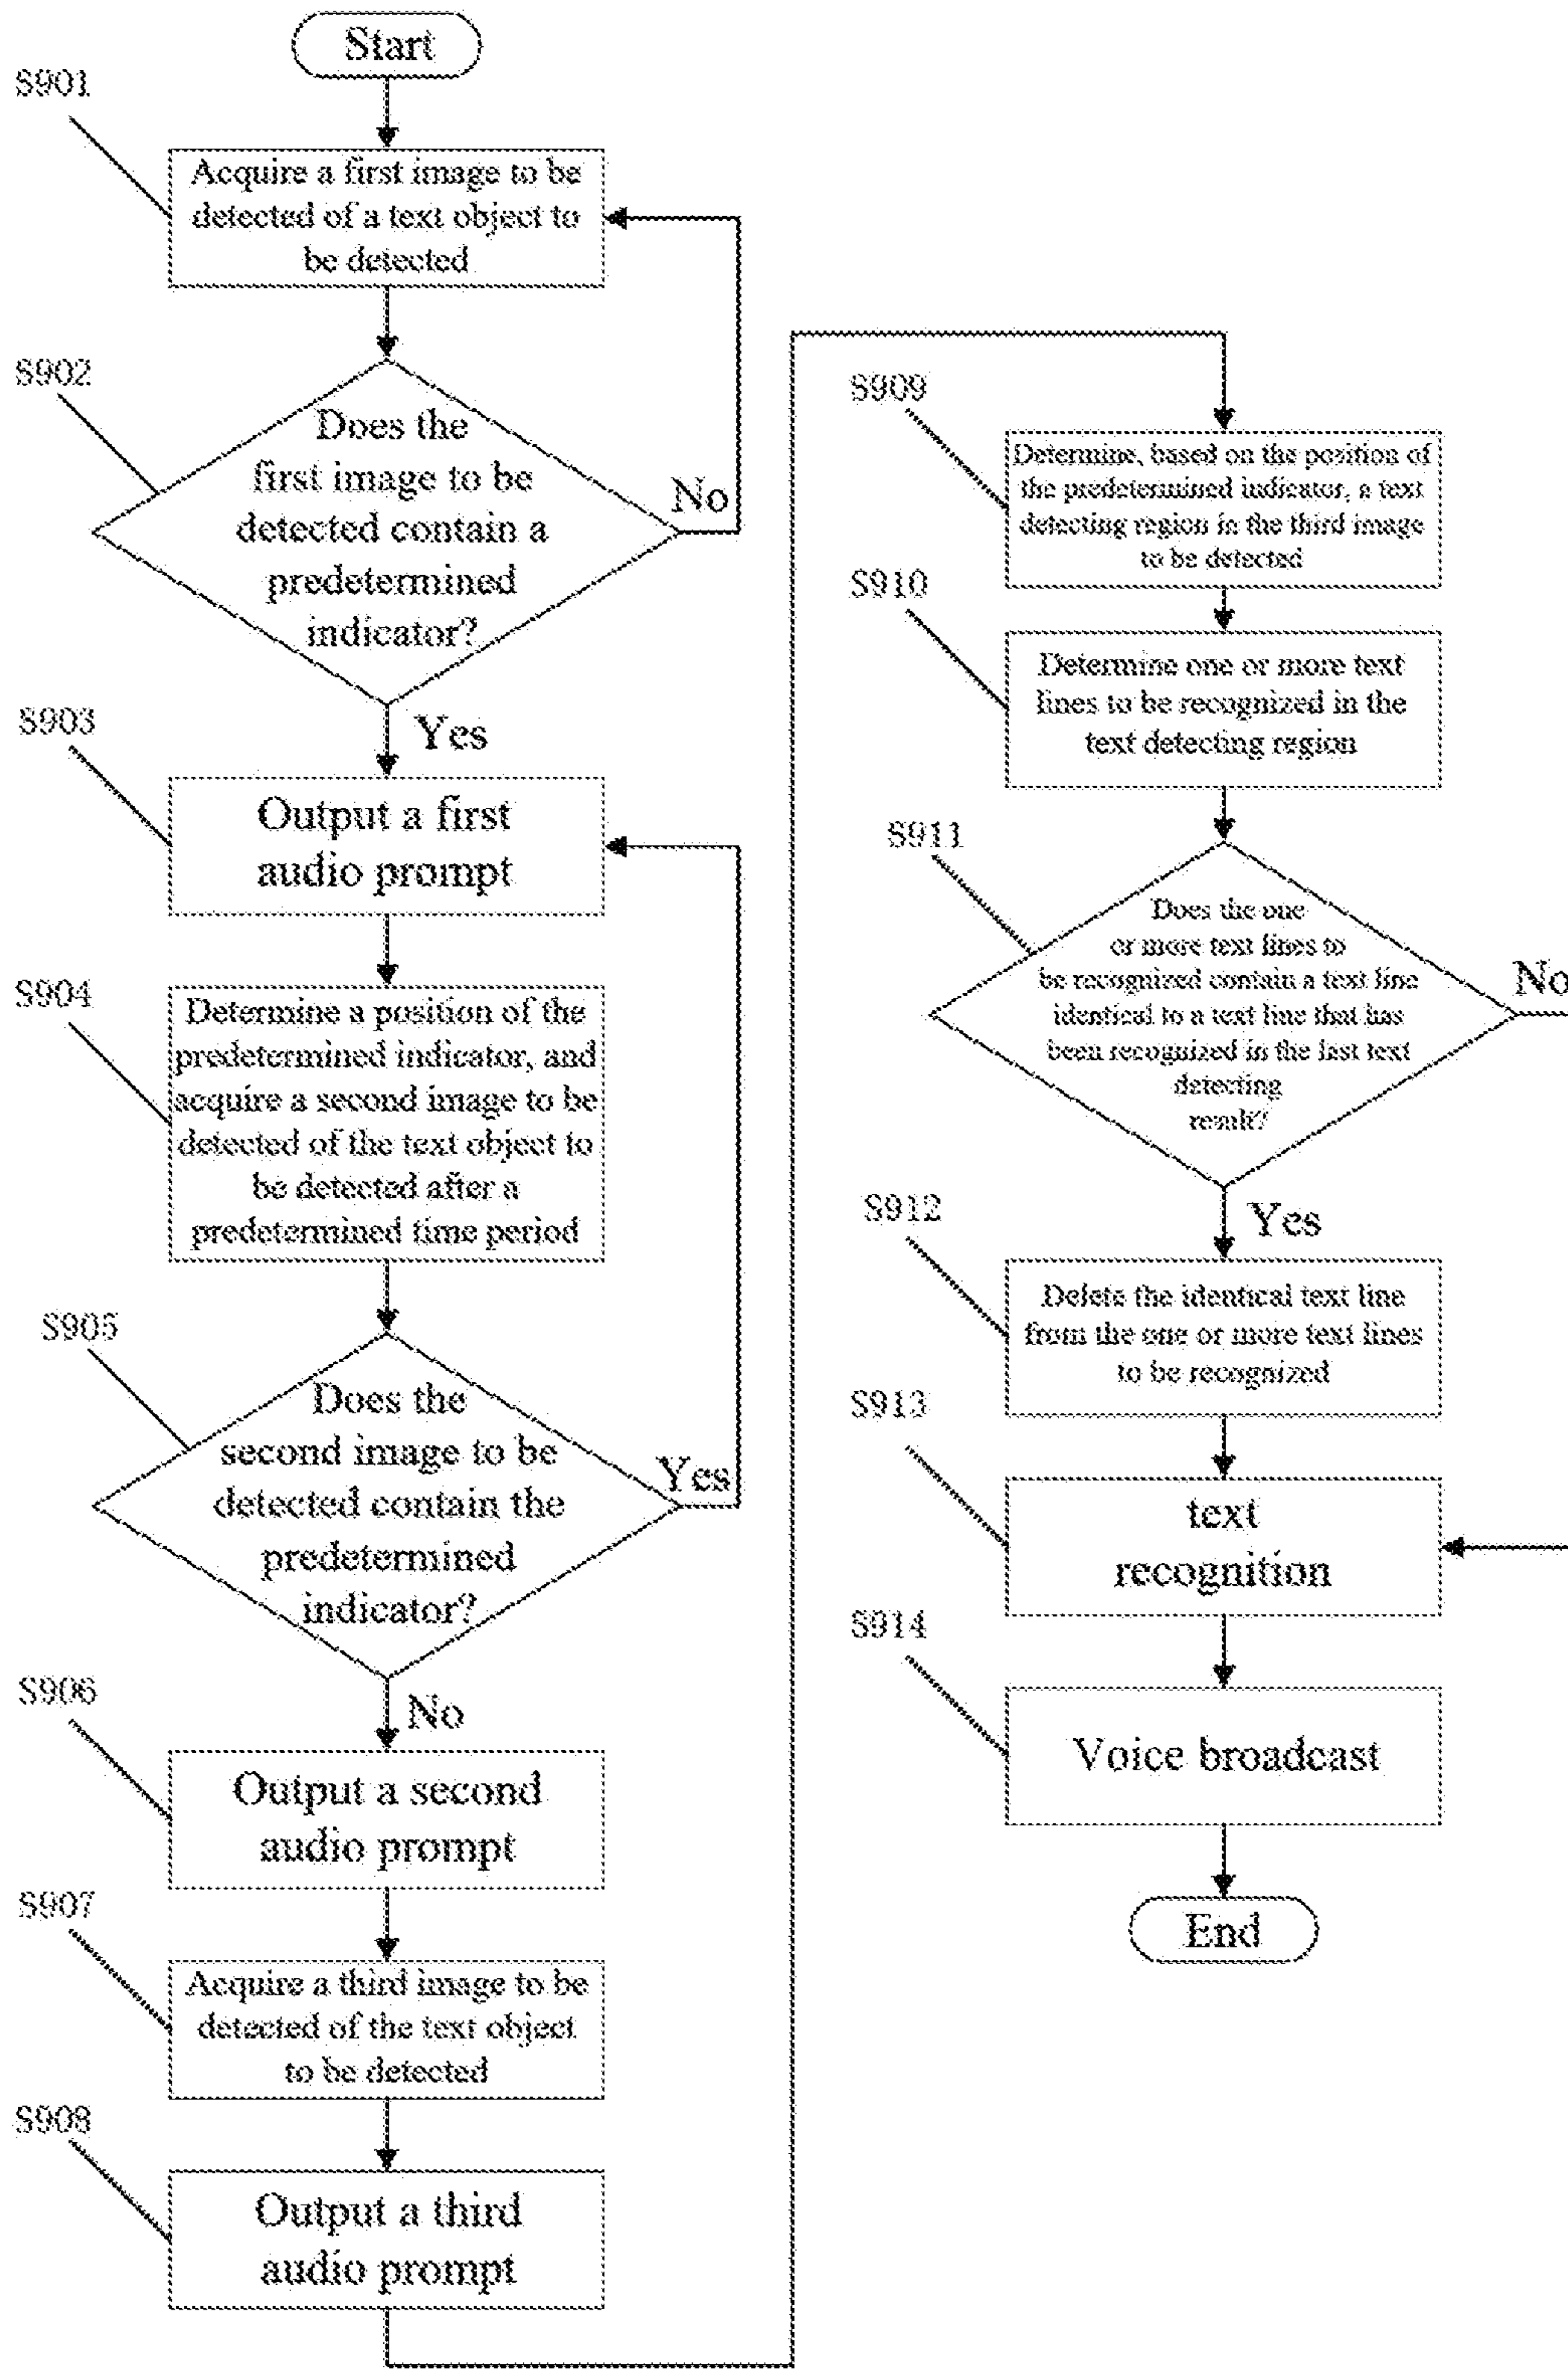 Start
S901
Acquire a first image to be
detected of a text object to
be detected
S902
Does the
first image to be
detected contain a
predetermined
indicator?
No
Yes
S903
Output a first
audio prompt
S904
Determine a position of the
predetermined indicator, and
acquire a second image to be
detected of the text object to
be detected after a
predetermined time period
S905
Does the
second image to be
detected contain the
predetermined
indicator?
Yes
No
S906
Output a second
audio prompt
S907
Acquire a third image to be
detected of the text object
to be detected
S908
Output a third
audio prompt
S909
Determine, based on the position of
the predetermined indicator, a text
detecting region in the third image
to be detected
S910
Determine one or more text
lines to be recognized in the
text detecting region
S911
Does the one
or more text lines to
be recognized contain a text line
identical to a text line that has
been recognized in the last text
detecting
result?
No
Yes
S912
Delete the identical text line
from the one or more text lines
to be recognized
S913
text
recognition
S914
Voice broadcast
End